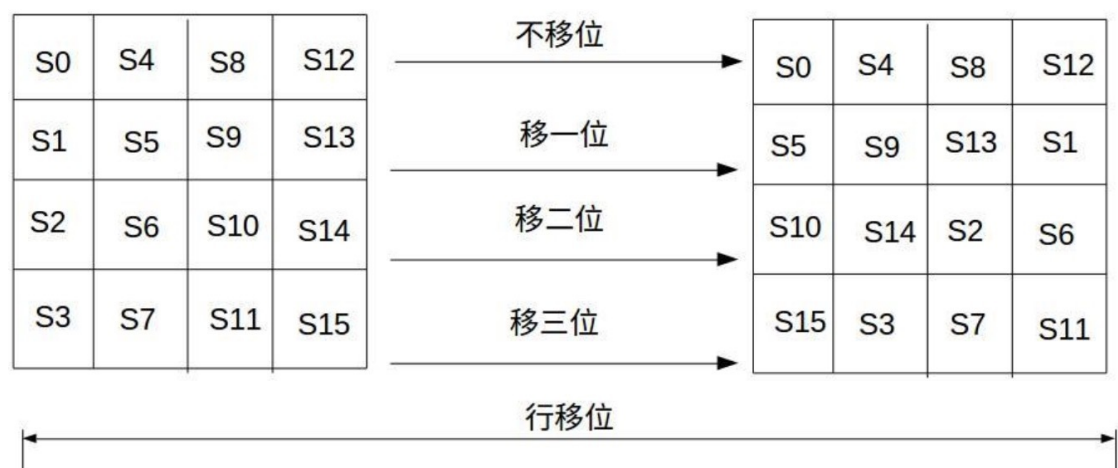 S0 S4 S8 S12 不移位 S0 S4 S8 S12
S1 S5 S9 S13 移一位 S5 S9 S13 S1
S2 S6 S10 S14 移二位 S10 S14 S2 S6
S3 S7 S11 S15 移三位 S15 S3 S7 S11
行移位